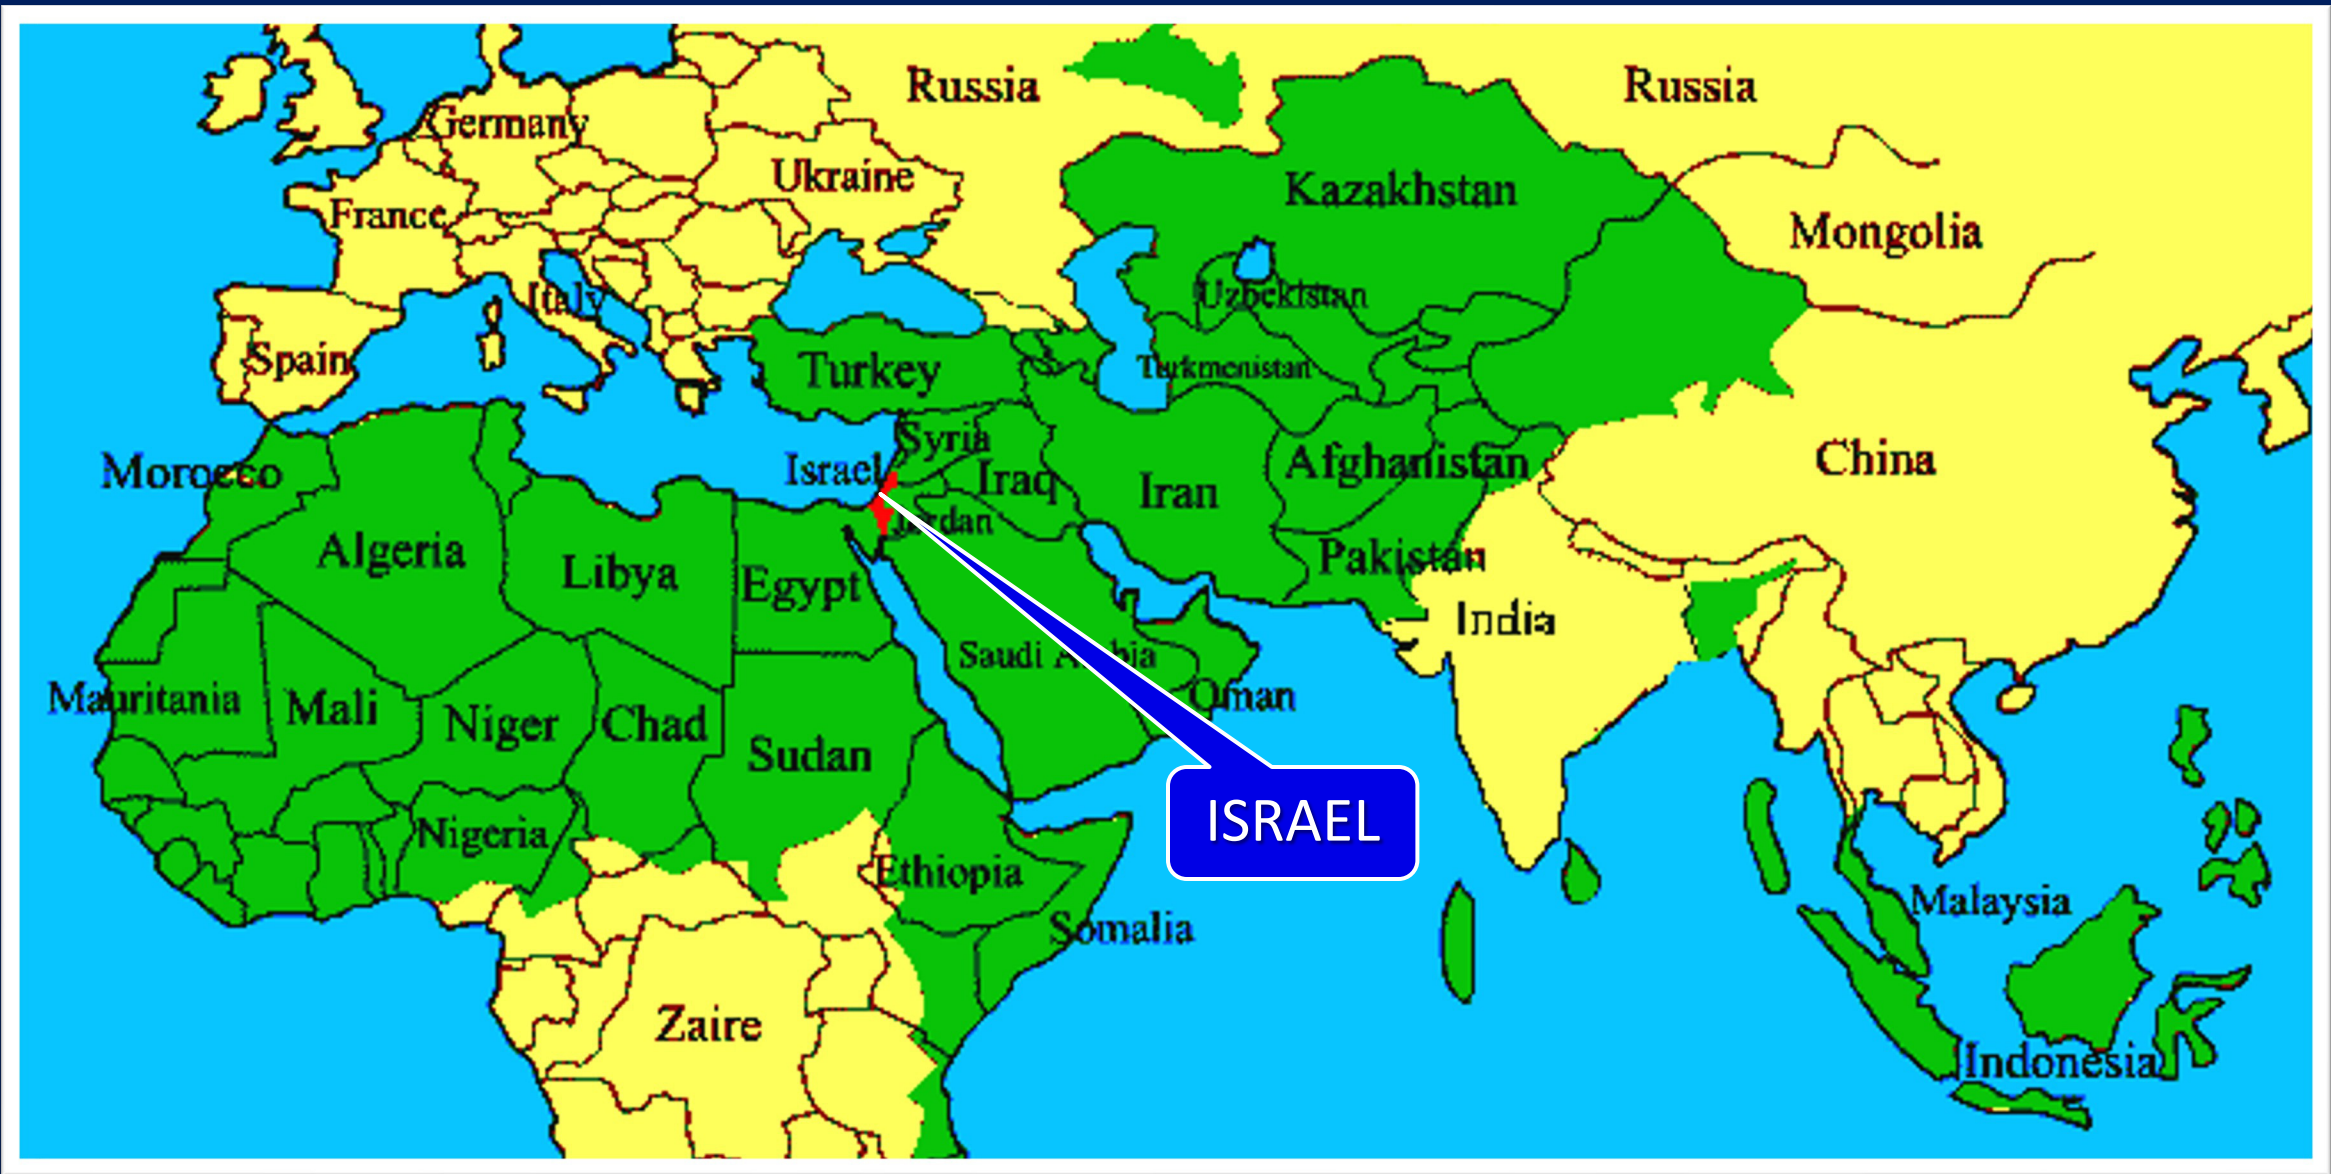 Russia
Russia
Germany
Ukraine
Kazakhstan
France
Mongolia
Italy
Uzbekistan
Spain
Turkey
Turkmenistan
Syria
Morocco
Israel
Iraq
Iran
Afghanistan
China
Jordan
Algeria
Libya
Egypt
Pakistan
India
Saudi Arabia
Mauritania
Mali
Niger
Chad
Oman
Sudan
ISRAEL
Nigeria
Ethiopia
Malaysia
Somalia
Zaire
Indonesia